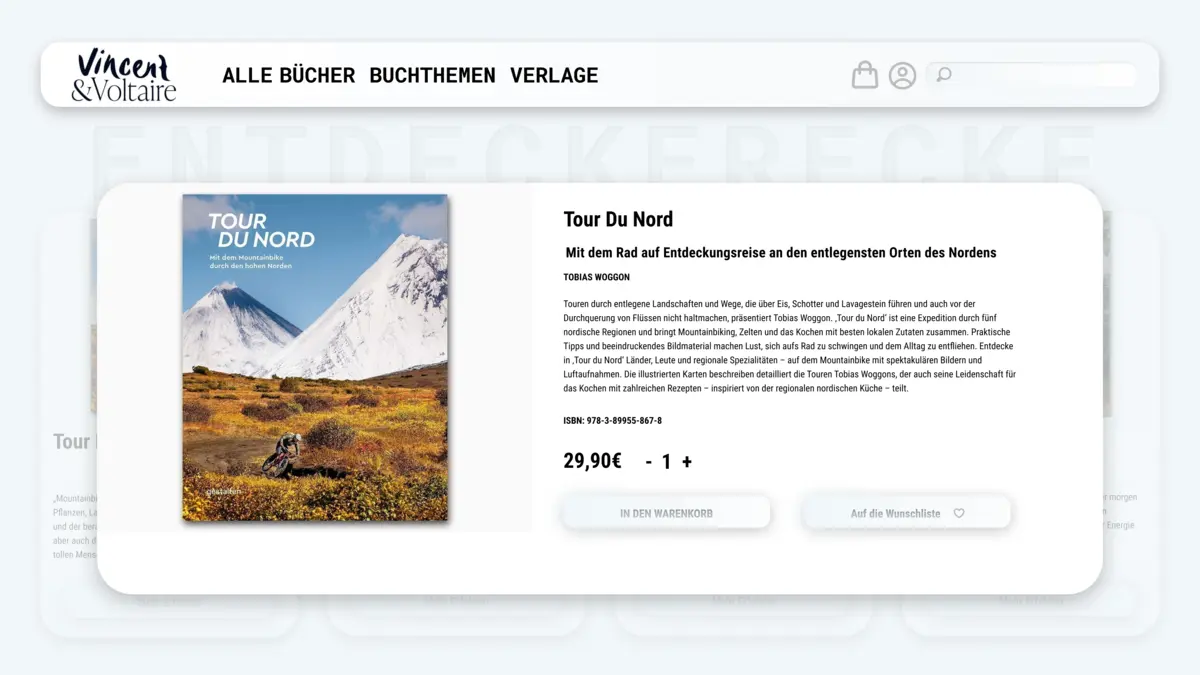 Vincent
&Voltaire
ALLE BÜCHER BUCHTHEMEN VERLAGE
ENTDECKERECKE
TOUR
DU NORD
Mit dem Mountainbike
durch den hohen Norden
gestalten
Tour Du Nord
Mit dem Rad auf Entdeckungsreise an den entlegensten Orten des Nordens
TOBIAS WOGGON
Touren durch entlegene Landschaften und Wege, die über Eis, Schotter und Lavagestein führen und auch vor der
Durchquerung von Flüssen nicht haltmachen, präsentiert Tobias Woggon. ‚Tour du Nord' ist eine Expedition durch fünf
nordische Regionen und bringt Mountainbiking, Zelten und das Kochen mit besten lokalen Zutaten zusammen. Praktische
Tipps und beeindruckendes Bildmaterial machen Lust, sich aufs Rad zu schwingen und dem Alltag zu entfliehen. Entdecke
in ‚Tour du Nord' Länder, Leute und regionale Spezialitäten – auf dem Mountainbike mit spektakulären Bildern und
Luftaufnahmen. Die illustrierten Karten beschreiben detailliert die Touren Tobias Woggons, der auch seine Leidenschaft für
das Kochen mit zahlreichen Rezepten – inspiriert von der regionalen nordischen Küche – teilt.
ISBN: 978-3-89955-867-8
29,90€ - 1 +
IN DEN WARENKORB
Auf die Wunschliste
Tour
„Mountainb
Pflanzen, La
und der ber
aber auch d
tollen Mens
r morgen
n
Energie